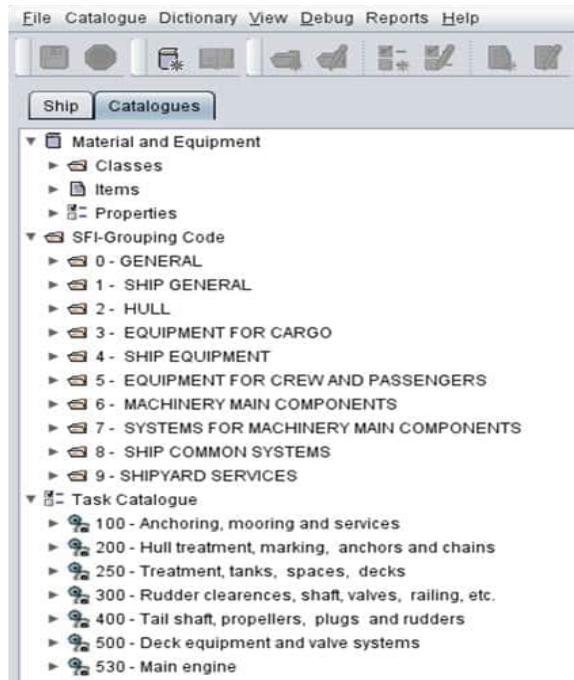 File Catalogue Dictionary View Debug Reports Help
Ship Catalogues
Material and Equipment
Classes
Items
Properties
SFI-Grouping Code
0 - GENERAL
1 - SHIP GENERAL
2 - HULL
3 - EQUIPMENT FOR CARGO
4 - SHIP EQUIPMENT
5 - EQUIPMENT FOR CREW AND PASSENGERS
6 - MACHINERY MAIN COMPONENTS
7 - SYSTEMS FOR MACHINERY MAIN COMPONENTS
8 - SHIP COMMON SYSTEMS
9 - SHIPYARD SERVICES
Task Catalogue
100 - Anchoring, mooring and services
200 - Hull treatment, marking, anchors and chains
250 - Treatment, tanks, spaces, decks
300 - Rudder clearences, shaft, valves, railing, etc.
400 - Tail shaft, propellers, plugs and rudders
500 - Deck equipment and valve systems
530 - Main engine